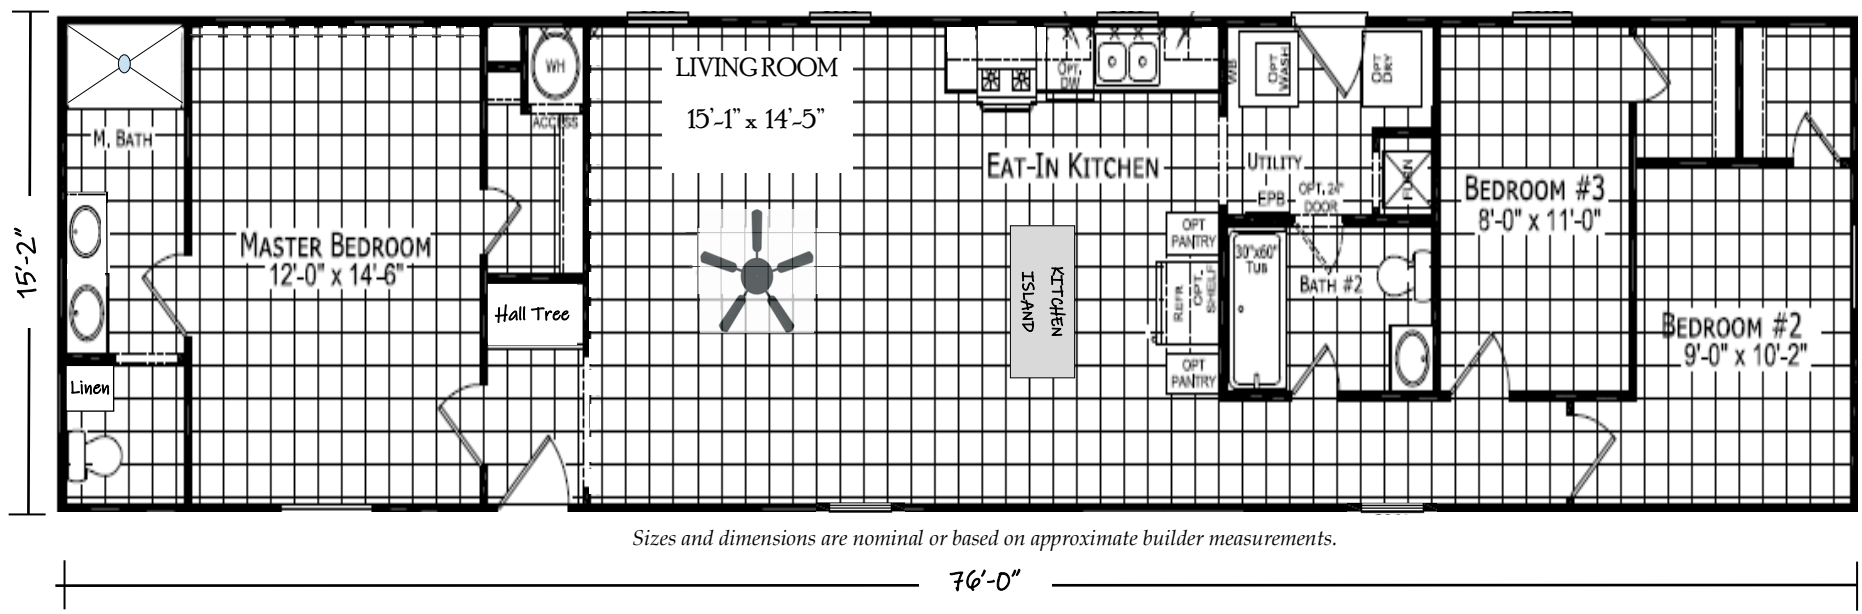 15'-2"
M. BATH
Linen
MASTER BEDROOM
12'-0" x 14'-6"
WH
ACCESS
Hall Tree
LIVING ROOM
15'-1" x 14'-5"
OPT.
DW
EAT-IN KITCHEN
KITCHEN
ISLAND
OPT
PANTRY
REFR.
OPT.
SHELF
OPT
PANTRY
WB
OPT
WASH
OPT
DRY
UTILITY
EPB
OPT. 24"
DOOR
FURN
30"x60"
TUB
BATH #2
BEDROOM #3
8'-0" x 11'-0"
BEDROOM #2
9'-0" x 10'-2"
Sizes and dimensions are nominal or based on approximate builder measurements.
76'-0"